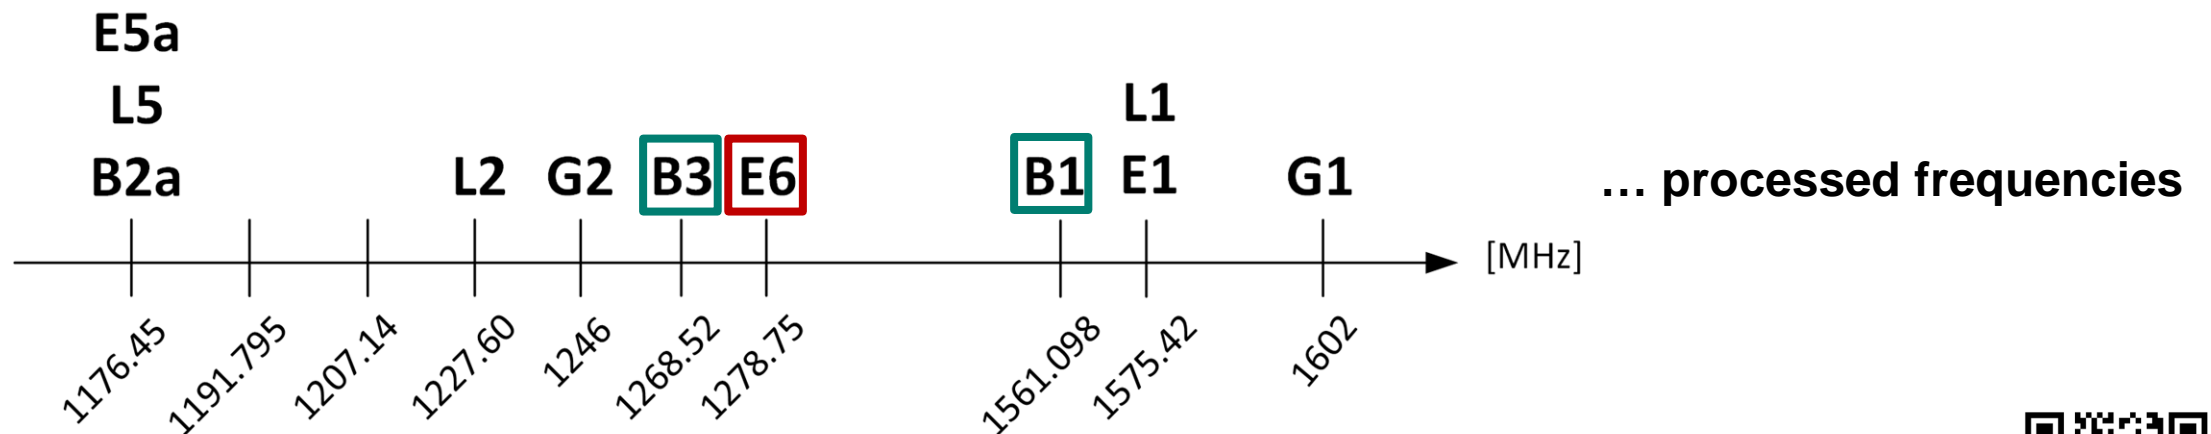 E5a
L5 L1
B2a L2 G2 B3 E6 B1 E1 G1 ... processed frequencies
[MHz]
1176.45 1191.795 1207.14 1227.60 1246 1268.52 1278.75 1561.098 1575.42 1602